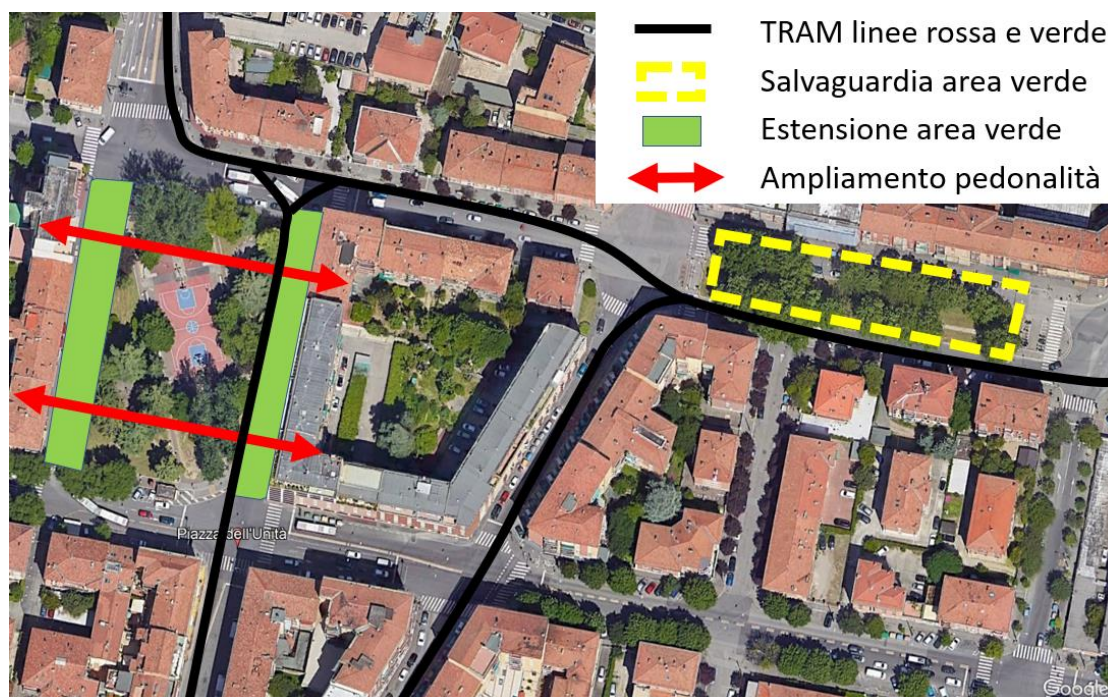 TRAM linee rossa e verde
Salvaguardia area verde
Estensione area verde
Ampliamento pedonalità
Piazza dell'Unità
Google